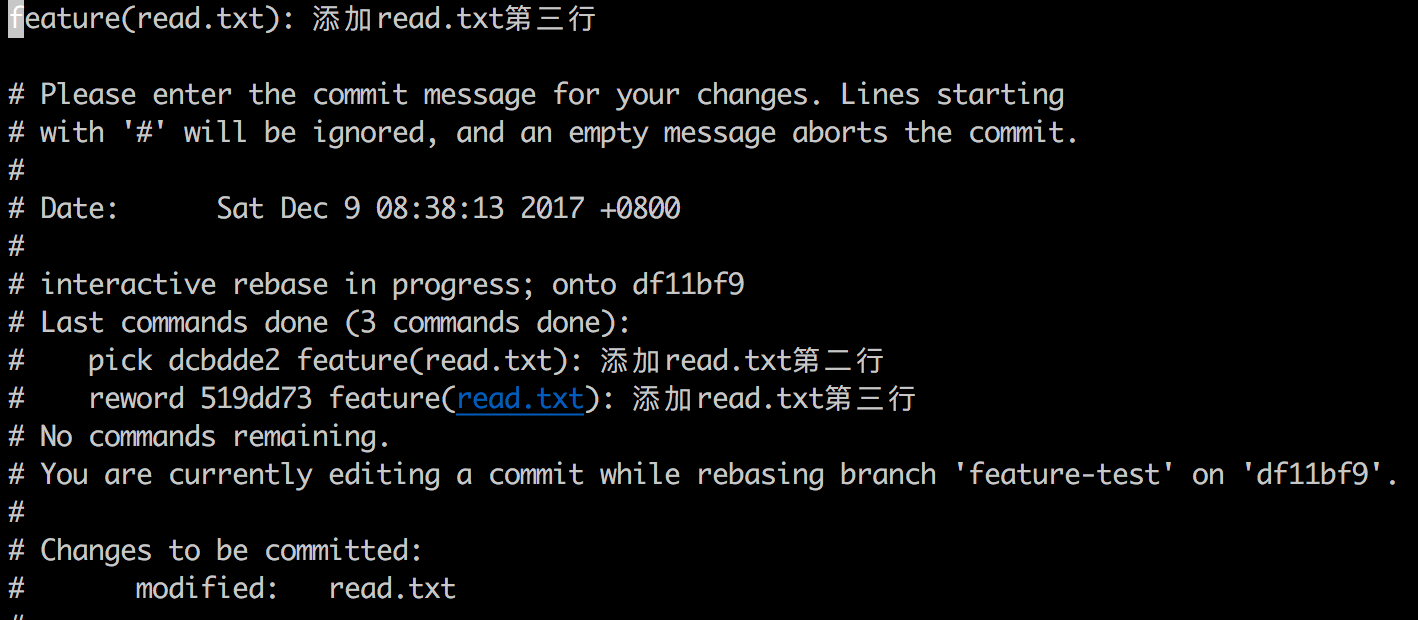 feature(read.txt): 添加read.txt第三行
# Please enter the commit message for your changes. Lines starting
# with '#' will be ignored, and an empty message aborts the commit.
#
# Date:      Sat Dec 9 08:38:13 2017 +0800
#
# interactive rebase in progress; onto df11bf9
# Last commands done (3 commands done):
#    pick dcbdde2 feature(read.txt): 添加read.txt第二行
#    reword 519dd73 feature(read.txt): 添加read.txt第三行
# No commands remaining.
# You are currently editing a commit while rebasing branch 'feature-test' on 'df11bf9'.
#
# Changes to be committed:
#       modified:   read.txt
#